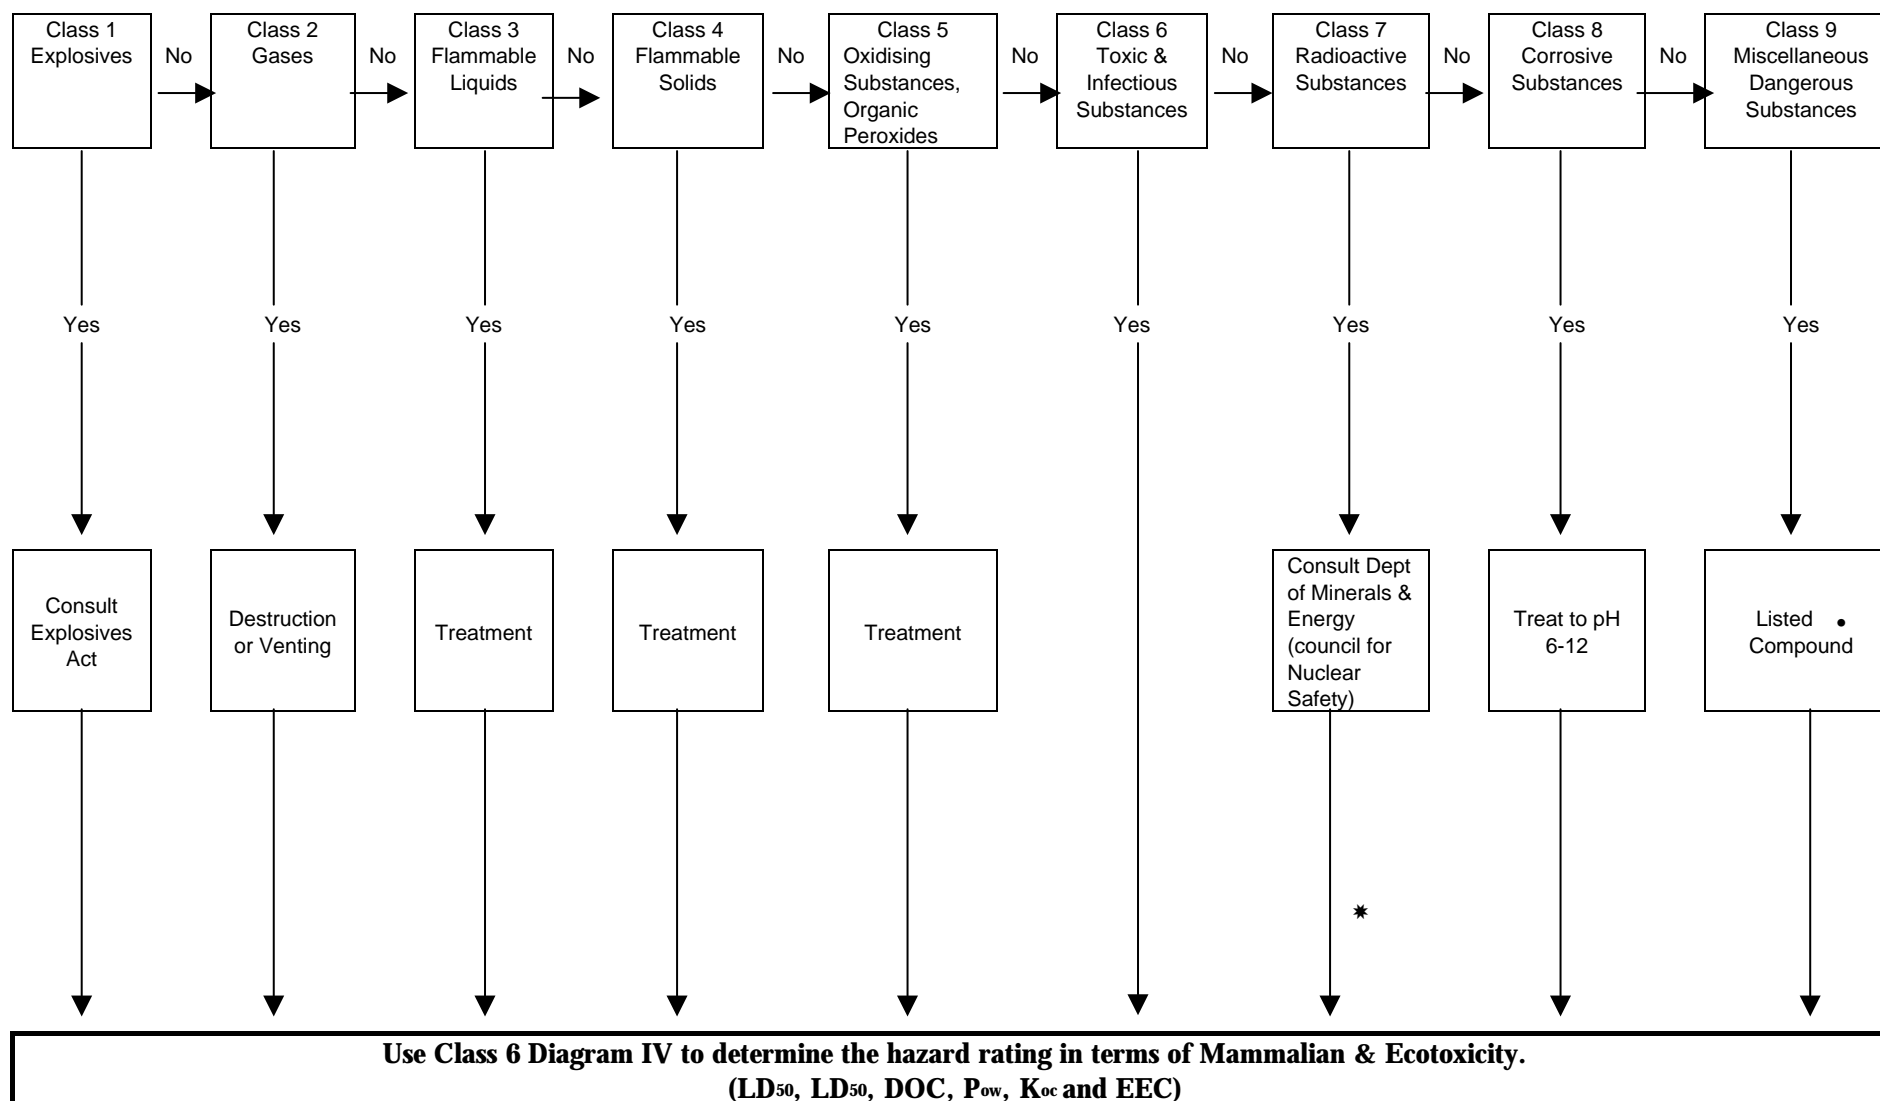 Class 1
Explosives
No
Class 2
Gases
No
Class 3
Flammable
Liquids
No
Class 4
Flammable
Solids
No
Class 5
Oxidising
Substances,
Organic
Peroxides
No
Class 6
Toxic &
Infectious
Substances
No
Class 7
Radioactive
Substances
No
Class 8
Corrosive
Substances
No
Class 9
Miscellaneous
Dangerous
Substances
Yes
Yes
Yes
Yes
Yes
Yes
Yes
Yes
Yes
Consult
Explosives
Act
Destruction
or Venting
Treatment
Treatment
Treatment
Consult Dept
of Minerals &
Energy
(council for
Nuclear
Safety)
Treat to pH
6-12
Listed •
Compound
✷
Use Class 6 Diagram IV to determine the hazard rating in terms of Mammalian & Ecotoxicity.
(LD50, LD50, DOC, Pow, Koc and EEC)